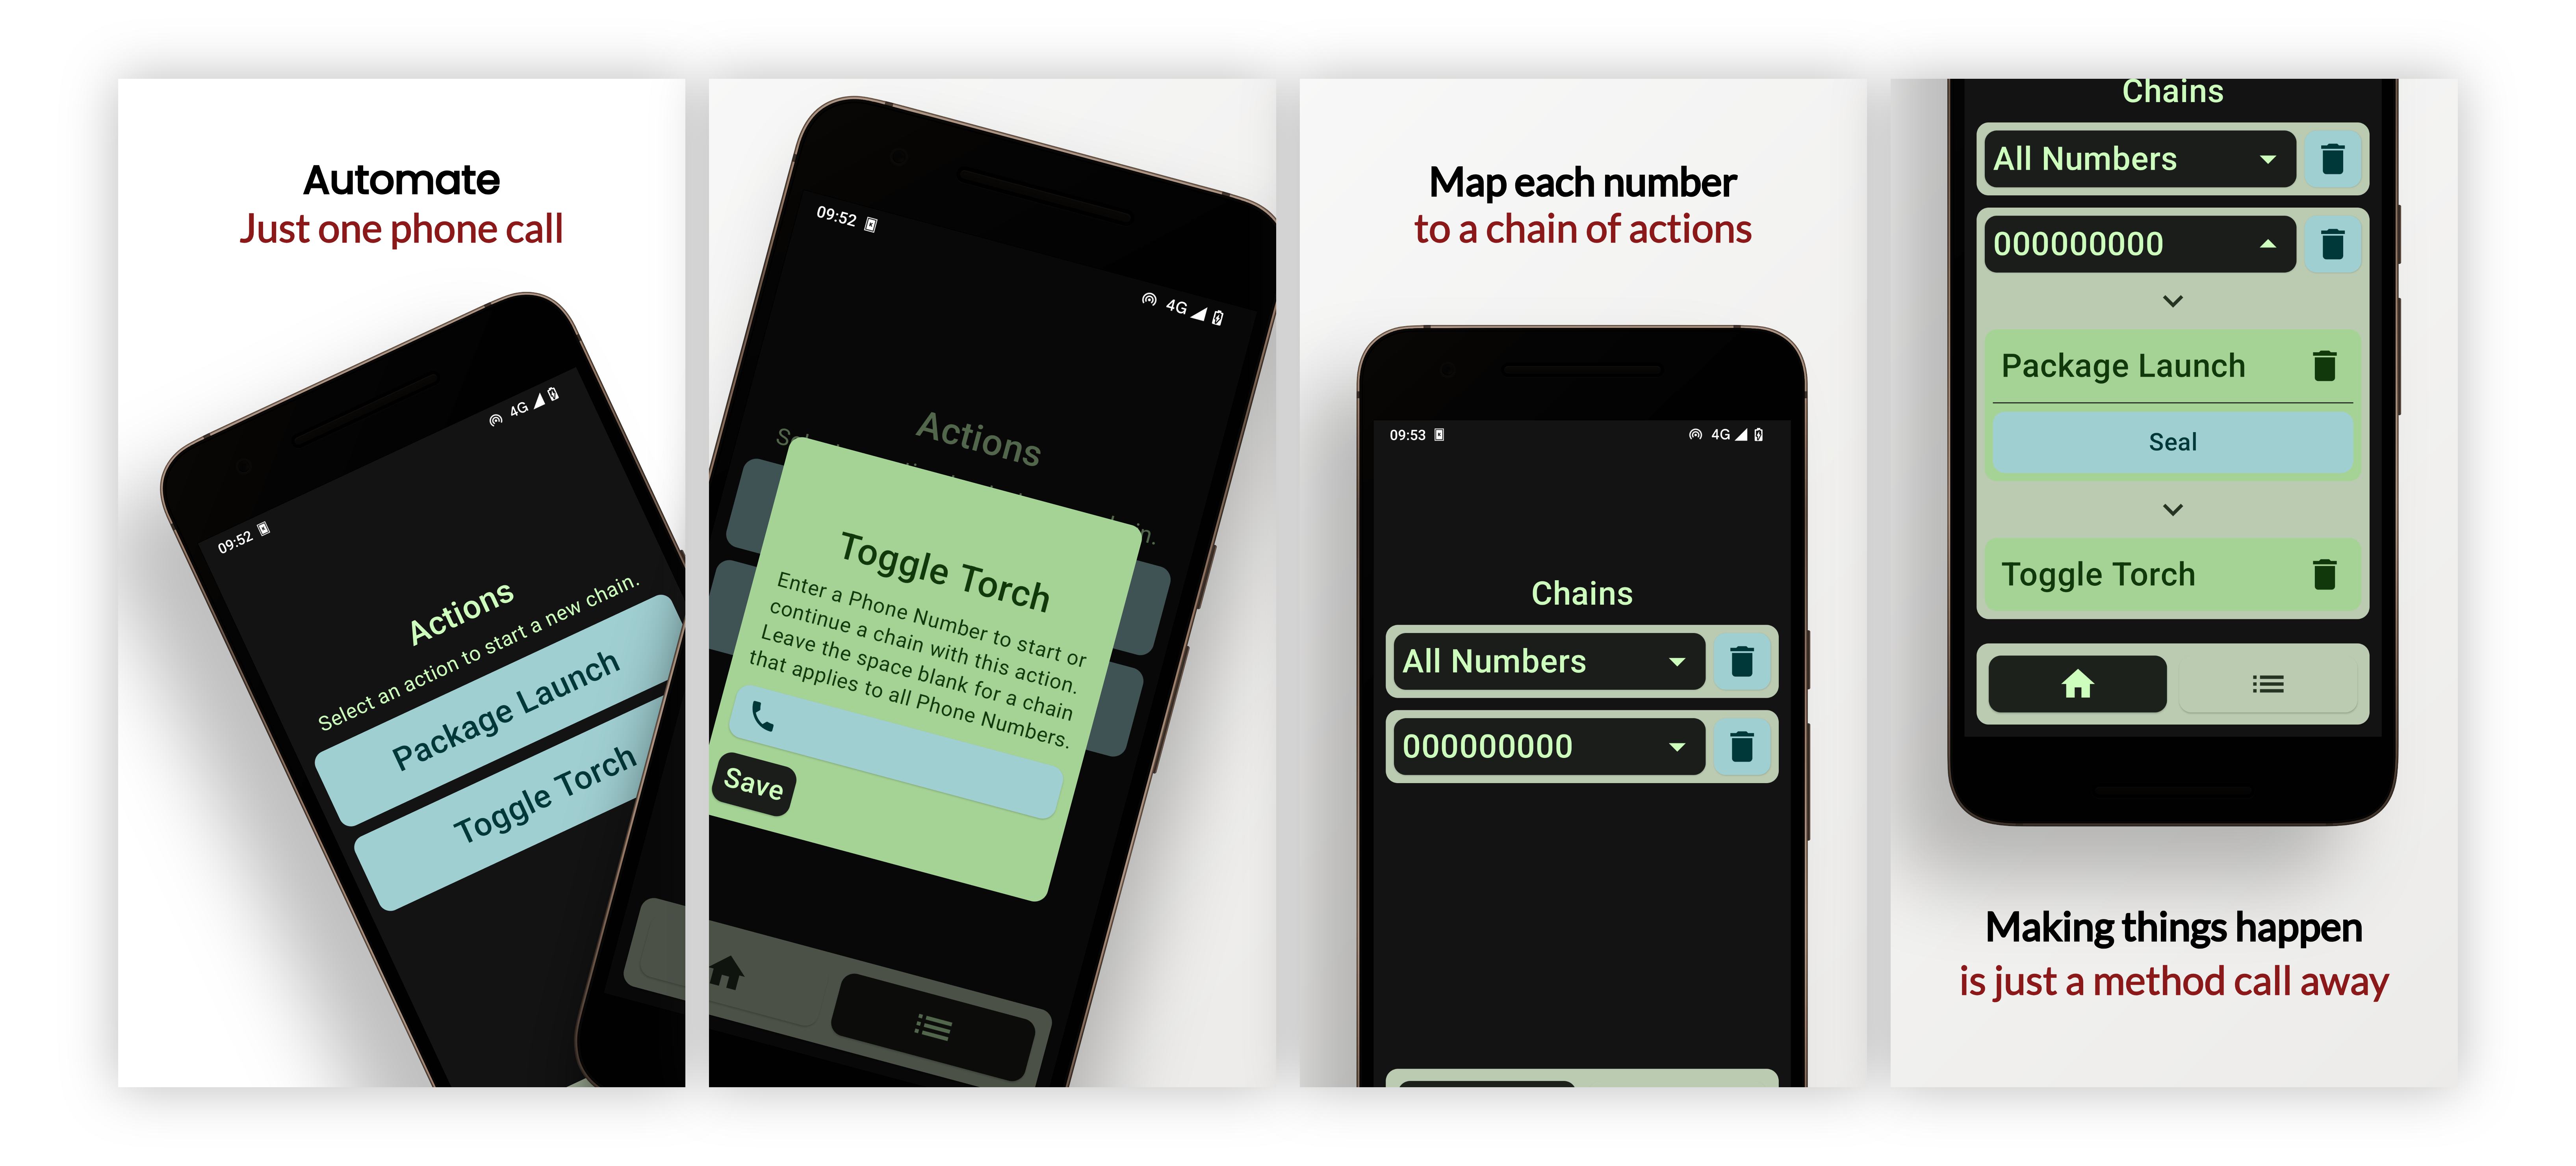 Automate
Just one phone call
09:52
4G
Actions
Select an action to start a new chain.
Package Launch
Toggle Torch
09:52
4G
Actions
Toggle Torch
Enter a Phone Number to start or
continue a chain with this action.
Leave the space blank for a chain
that applies to all Phone Numbers.
Save
Map each number
to a chain of actions
09:53
4G
Chains
All Numbers
000000000
Chains
All Numbers
000000000
Package Launch
Seal
Toggle Torch
Making things happen
is just a method call away